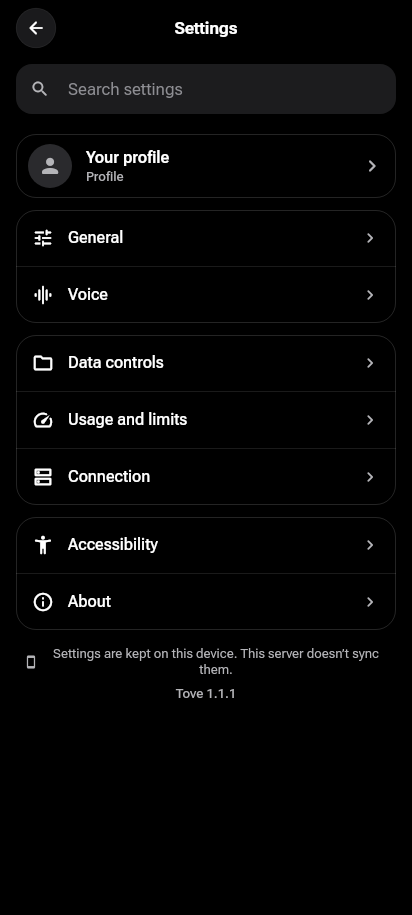 Settings
Search settings
Your profile
Profile
General
Voice
Data controls
Usage and limits
Connection
Accessibility
About
Settings are kept on this device. This server doesn’t sync
them.
Tove 1.1.1